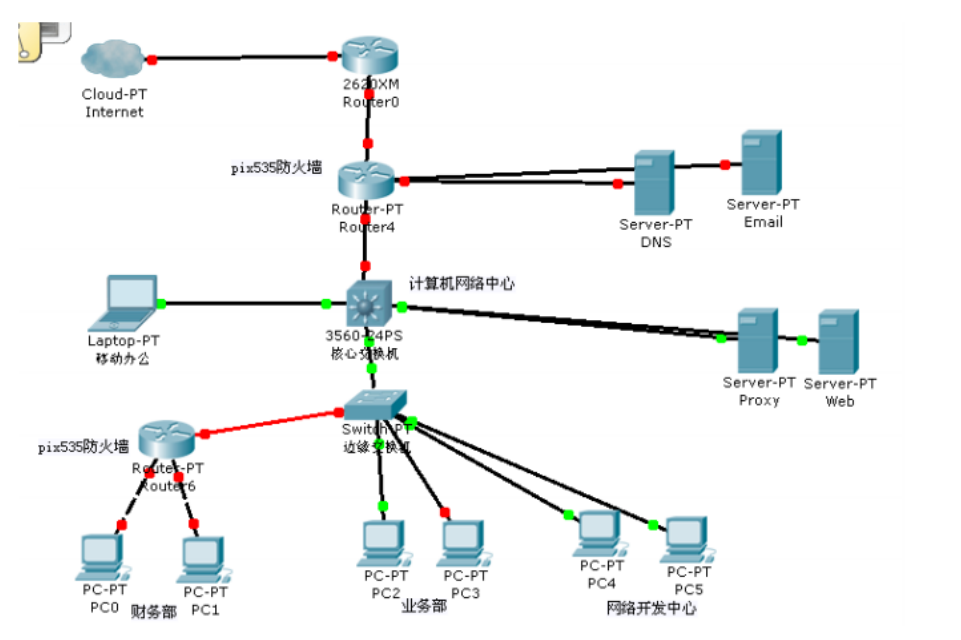 Cloud-PT
Internet
2620XM
Router0
pix535防火墙
Router-PT
Router4
Server-PT
DNS
Server-PT
Email
计算机网络中心
Laptop-PT
移动办公
3560-24PS
核心交换机
Server-PT
Proxy
Server-PT
Web
Switch-PT
边缘交换机
pix535防火墙
Router-PT
Router6
PC-PT
PC0
财务部
PC-PT
PC1
PC-PT
PC2
PC-PT
PC3
业务部
PC-PT
PC4
PC-PT
PC5
网络开发中心